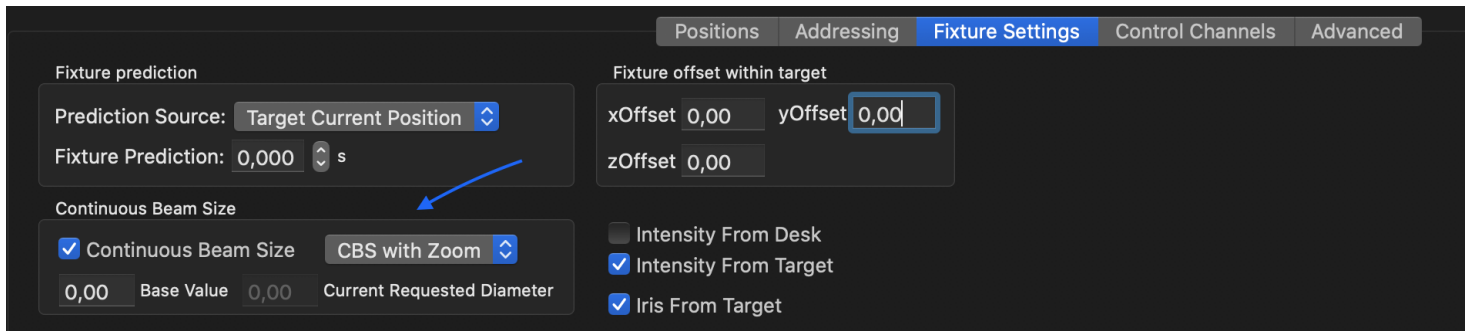 Positions Addressing Fixture Settings Control Channels Advanced
Fixture prediction
Prediction Source: Target Current Position
Fixture Prediction: 0,000 s
Fixture offset within target
xOffset 0,00 yOffset 0,00
zOffset 0,00
Continuous Beam Size
Continuous Beam Size CBS with Zoom
0,00 Base Value 0,00 Current Requested Diameter
Intensity From Desk
Intensity From Target
Iris From Target